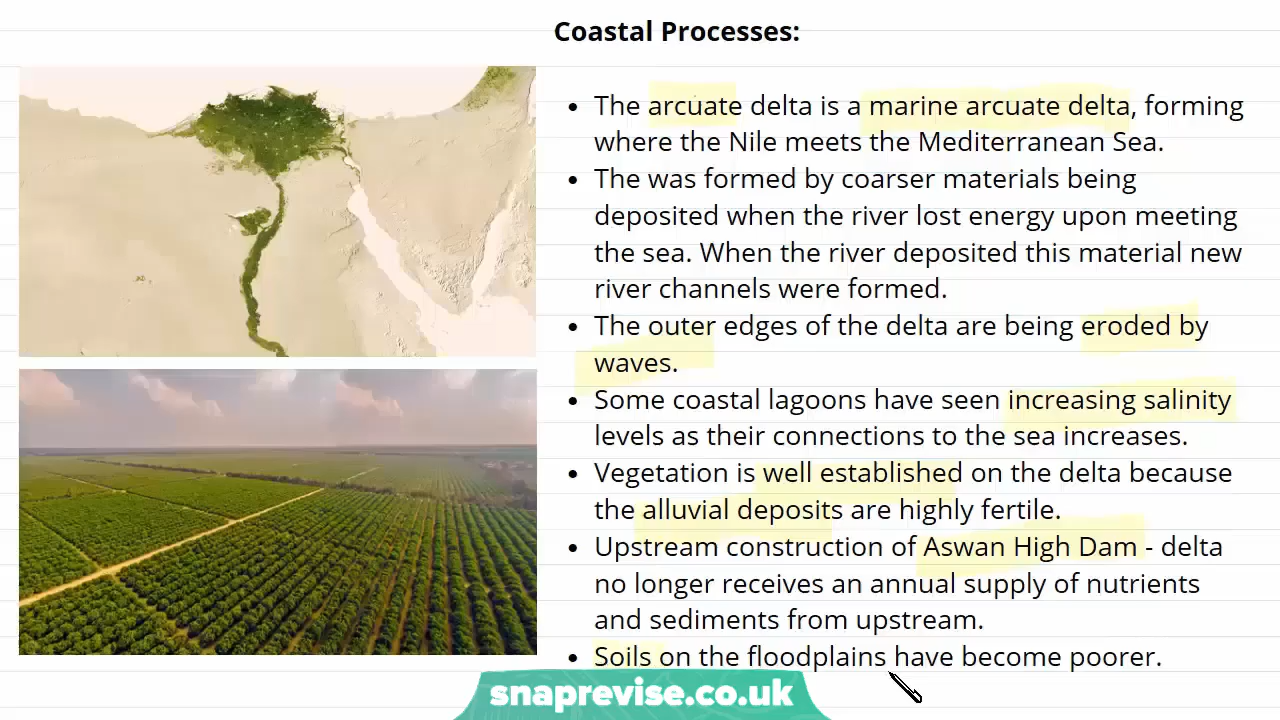 Coastal Processes:
• The arcuate delta is a marine arcuate delta, forming
where the Nile meets the Mediterranean Sea.
• The was formed by coarser materials being
deposited when the river lost energy upon meeting
the sea. When the river deposited this material new
river channels were formed.
• The outer edges of the delta are being eroded by
waves.
• Some coastal lagoons have seen increasing salinity
levels as their connections to the sea increases.
• Vegetation is well established on the delta because
the alluvial deposits are highly fertile.
• Upstream construction of Aswan High Dam - delta
no longer receives an annual supply of nutrients
and sediments from upstream.
• Soils on the floodplains have become poorer.
snaprevise.co.uk